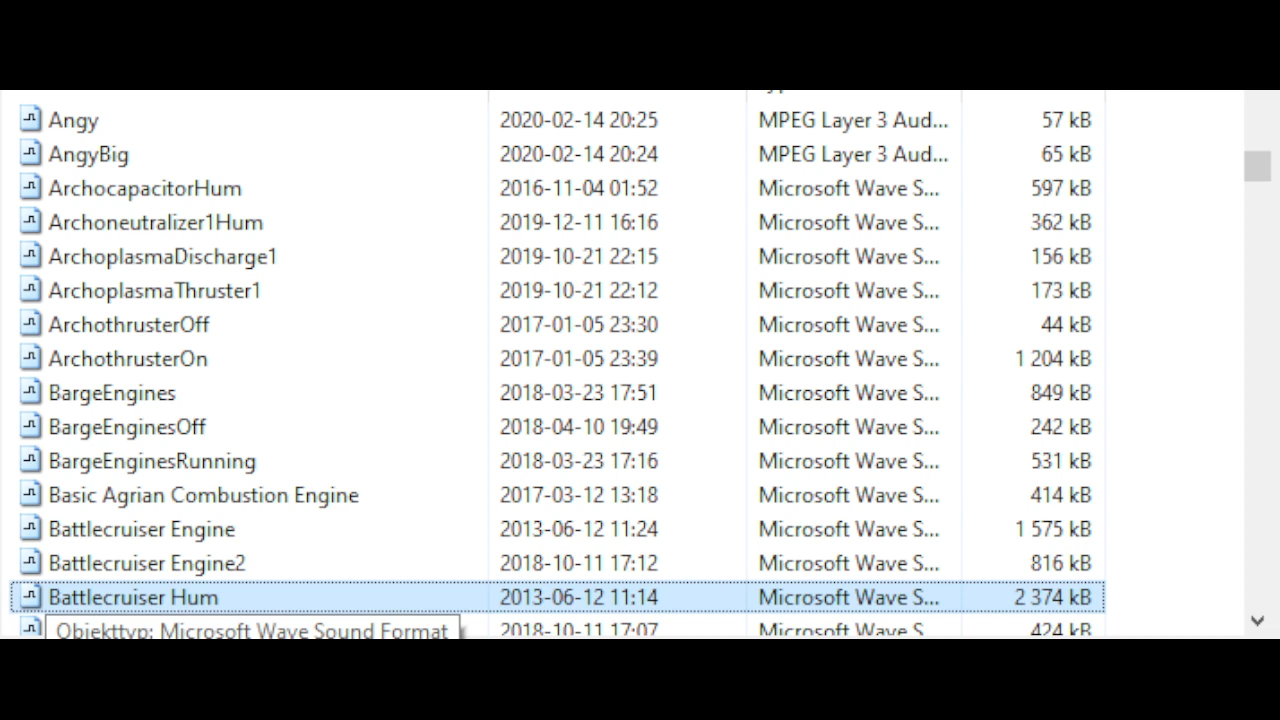 Angy 2020-02-14 20:25 MPEG Layer 3 Aud... 57 kB
AngyBig 2020-02-14 20:24 MPEG Layer 3 Aud... 65 kB
ArchocapacitorHum 2016-11-04 01:52 Microsoft Wave S... 597 kB
Archoneutralizer1Hum 2019-12-11 16:16 Microsoft Wave S... 362 kB
ArchoplasmaDischarge1 2019-10-21 22:15 Microsoft Wave S... 156 kB
ArchoplasmaThruster1 2019-10-21 22:12 Microsoft Wave S... 173 kB
ArchothrusterOff 2017-01-05 23:30 Microsoft Wave S... 44 kB
ArchothrusterOn 2017-01-05 23:39 Microsoft Wave S... 1 204 kB
BargeEngines 2018-03-23 17:51 Microsoft Wave S... 849 kB
BargeEnginesOff 2018-04-10 19:49 Microsoft Wave S... 242 kB
BargeEnginesRunning 2018-03-23 17:16 Microsoft Wave S... 531 kB
Basic Agrian Combustion Engine 2017-03-12 13:18 Microsoft Wave S... 414 kB
Battlecruiser Engine 2013-06-12 11:24 Microsoft Wave S... 1 575 kB
Battlecruiser Engine2 2018-10-11 17:12 Microsoft Wave S... 816 kB
Battlecruiser Hum 2013-06-12 11:14 Microsoft Wave S... 2 374 kB
Objekttyp: Microsoft Wave Sound Format 2018-10-11 17:07 Microsoft Wave S 424 kB